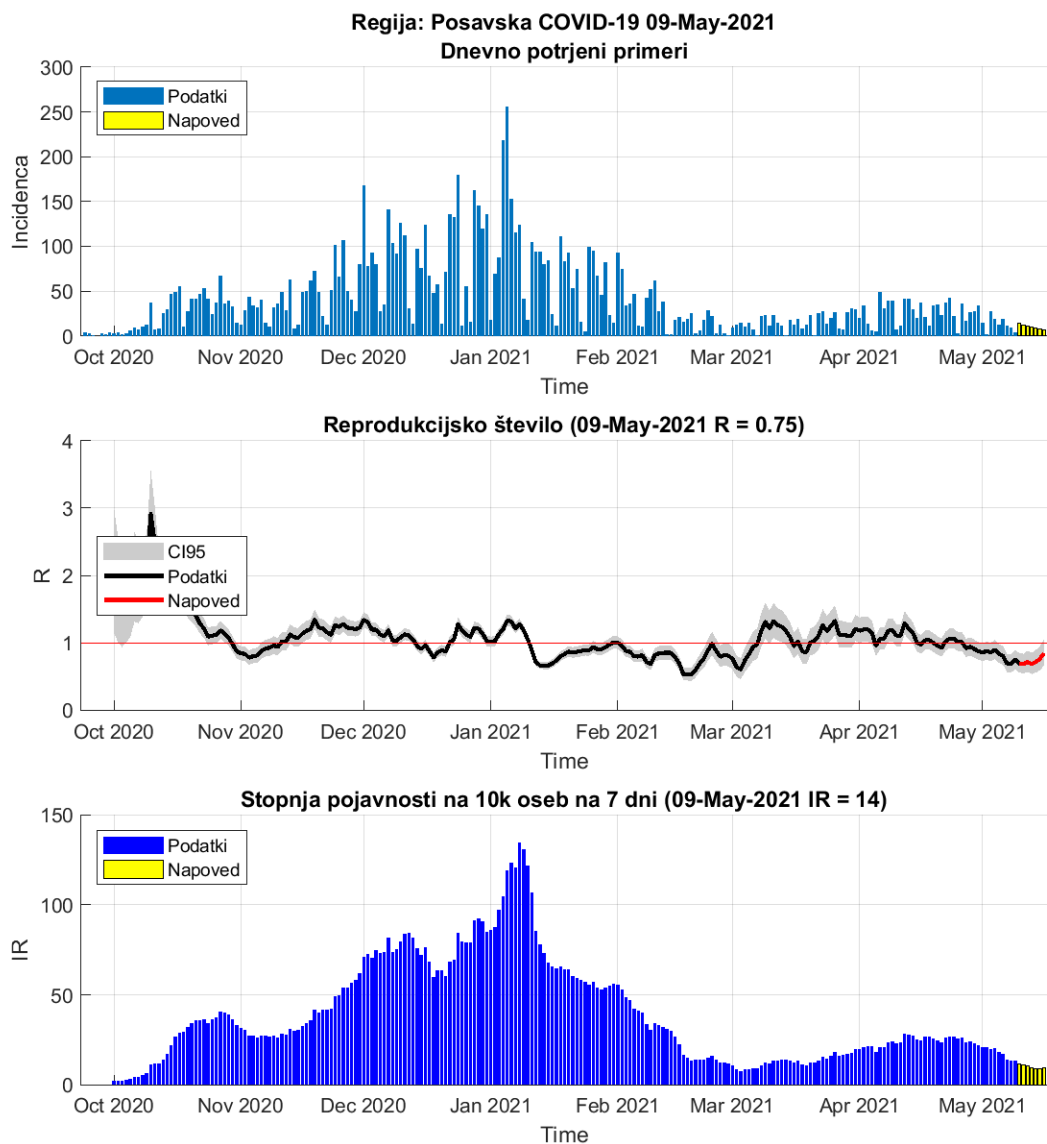 Regija: Posavska COVID-19 09-May-2021
Dnevno potrjeni primeri
300
250
200
150
100
50
0
Incidenca
Podatki
Napoved
Oct 2020 Nov 2020 Dec 2020 Jan 2021 Feb 2021 Mar 2021 Apr 2021 May 2021
Time
Reprodukcijsko število (09-May-2021 R = 0.75)
4
3
2
1
0
R
CI95
Podatki
Napoved
Oct 2020 Nov 2020 Dec 2020 Jan 2021 Feb 2021 Mar 2021 Apr 2021 May 2021
Time
Stopnja pojavnosti na 10k oseb na 7 dni (09-May-2021 IR = 14)
150
100
50
0
IR
Podatki
Napoved
Oct 2020 Nov 2020 Dec 2020 Jan 2021 Feb 2021 Mar 2021 Apr 2021 May 2021
Time